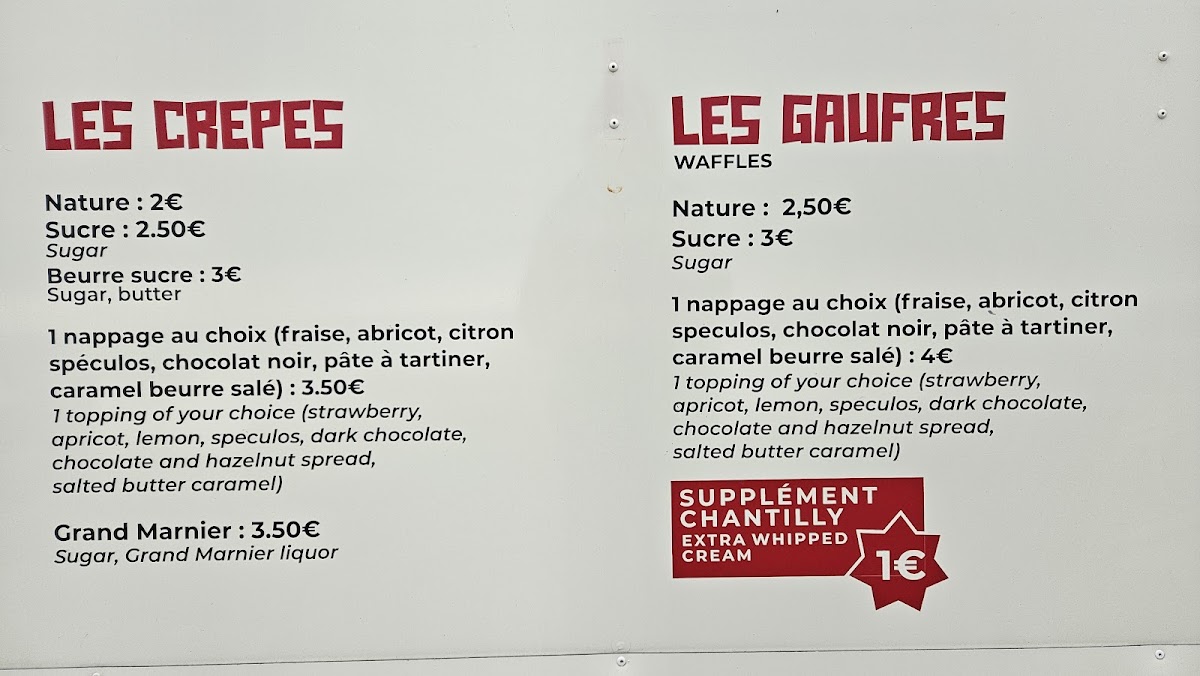 LES CREPES
Nature : 2€
Sucre : 2.50€
Sugar
Beurre sucre : 3€
Sugar, butter
1 nappage au choix (fraise, abricot, citron
spéculos, chocolat noir, pâte à tartiner,
caramel beurre salé) : 3.50€
1 topping of your choice (strawberry,
apricot, lemon, speculos, dark chocolate,
chocolate and hazelnut spread,
salted butter caramel)
Grand Marnier : 3.50€
Sugar, Grand Marnier liquor
LES GAUFRES
WAFFLES
Nature : 2,50€
Sucre : 3€
Sugar
1 nappage au choix (fraise, abricot, citron
speculos, chocolat noir, pâte à tartiner,
caramel beurre salé) : 4€
1 topping of your choice (strawberry,
apricot, lemon, speculos, dark chocolate,
chocolate and hazelnut spread,
salted butter caramel)
SUPPLÉMENT
CHANTILLY
EXTRA WHIPPED
CREAM
1€